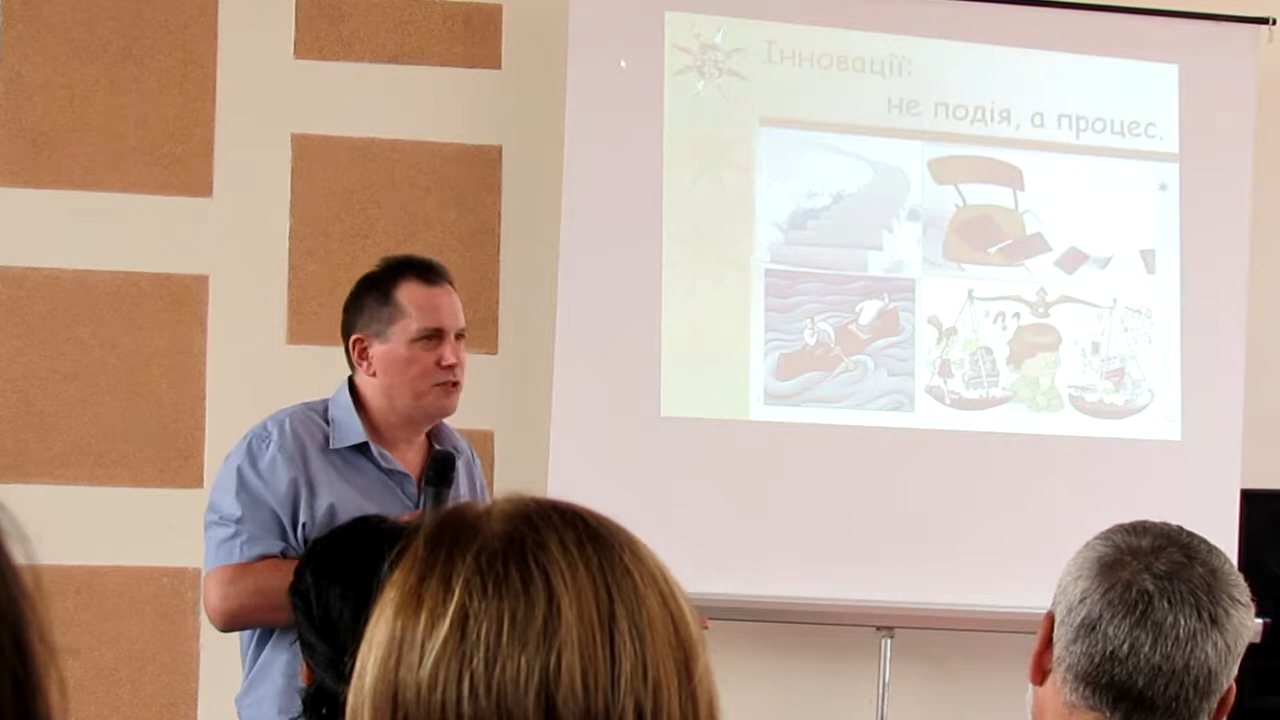 Інновації:
не подія, а процес.